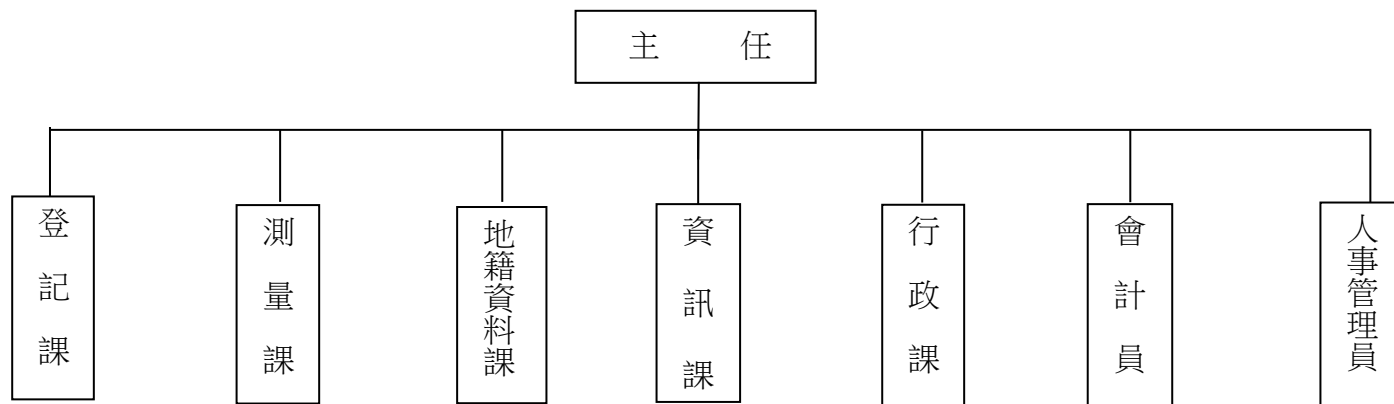 主 任
登記課
測量課
地籍資料課
資訊課
行政課
會計員
人事管理員